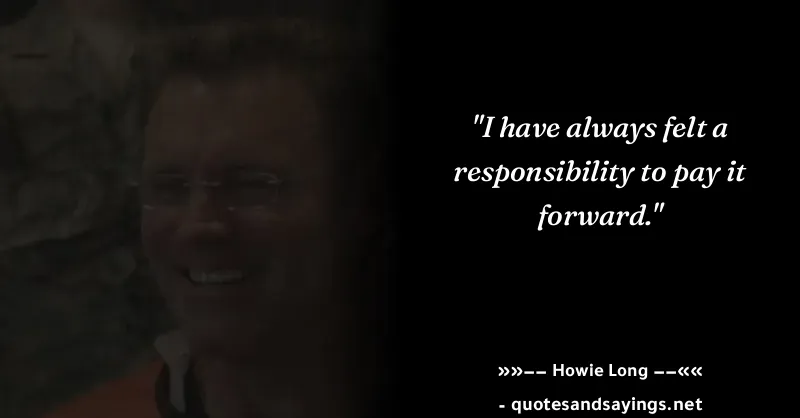 "I have always felt a
responsibility to pay it
forward."
»»−− Howie Long −−««
- quotesandsayings.net